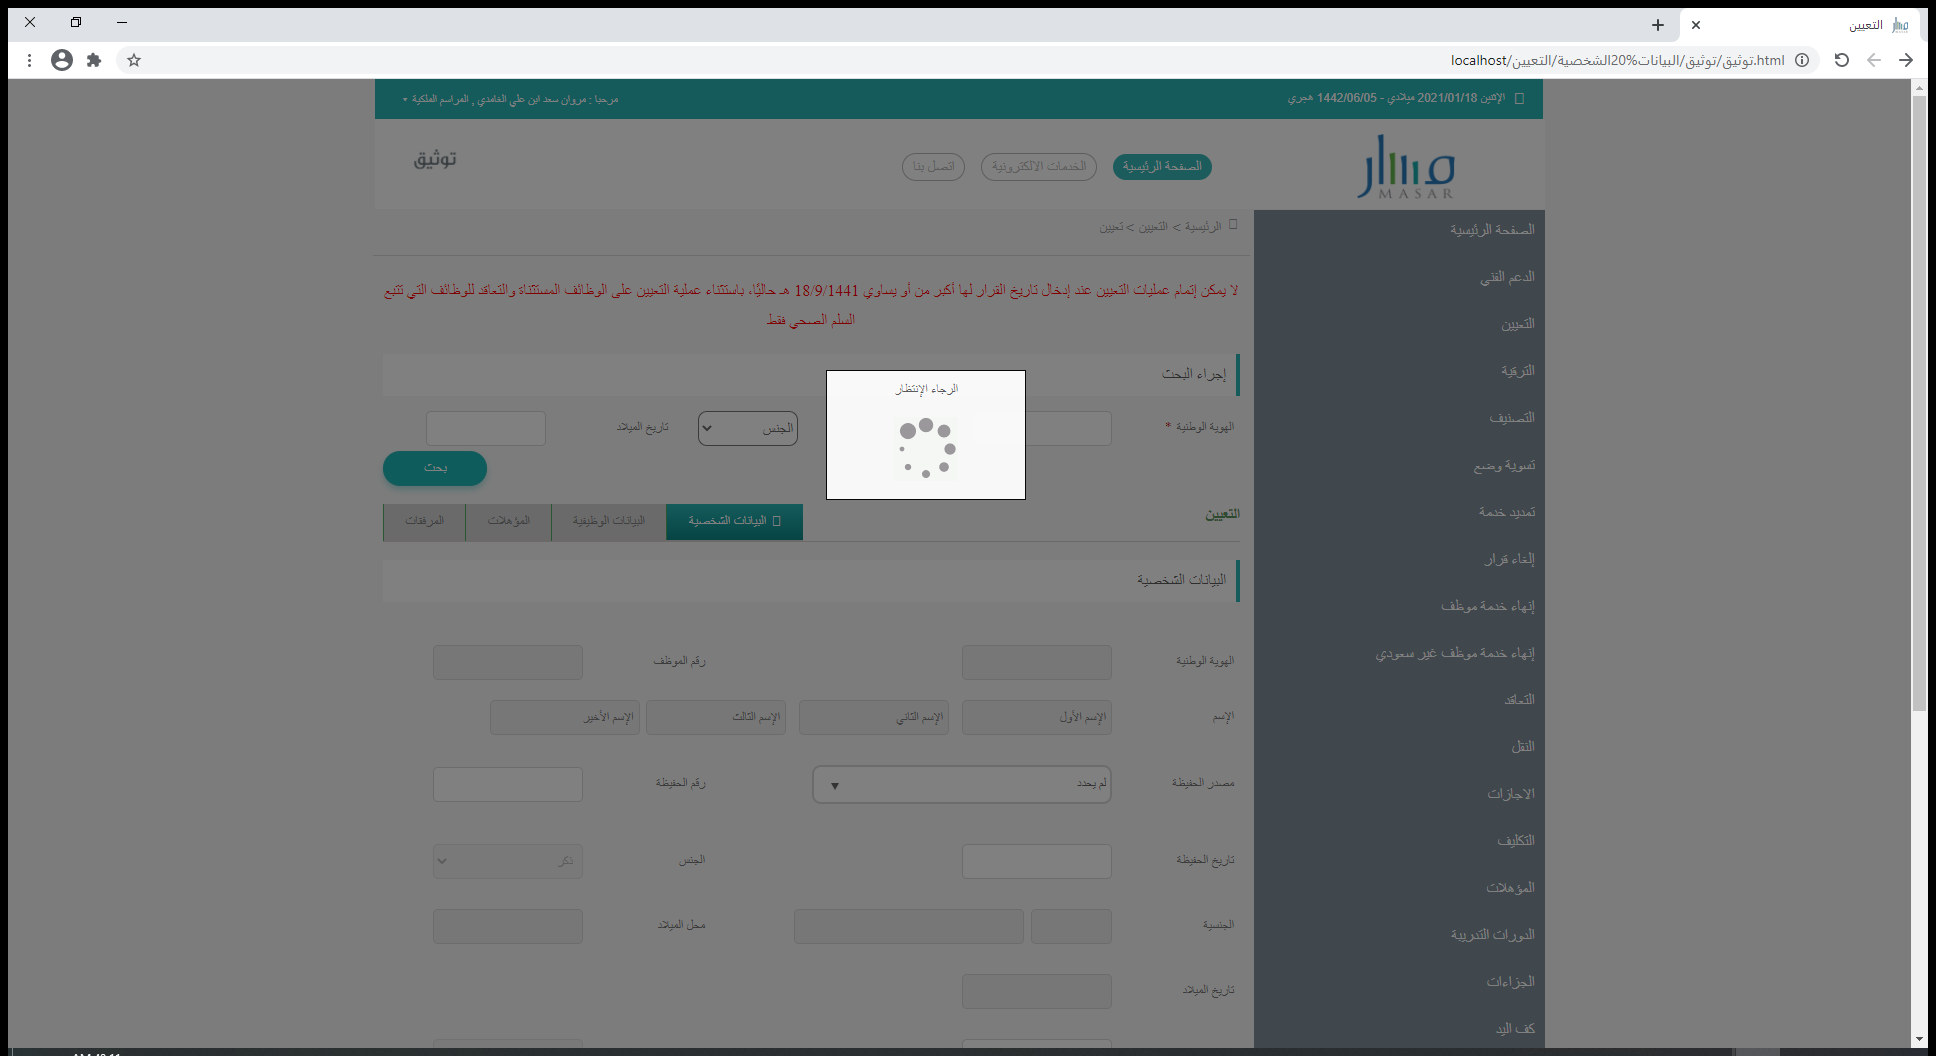 التعيين
localhost/توثيق/توثيق/البيانات%20الشخصية/التعيين.html
الإثنين 2021/01/18 ميلادي - 1442/06/05 هجري
مرحبا : مروان سعد ابن علي الغامدي , المراسم الملكية
مسار
MASAR
الصفحة الرئيسية
الخدمات الالكترونية
اتصل بنا
توثيق
الصفحة الرئيسية
الدعم الفني
التعيين
الترقية
التصنيف
تسوية وضع
تمديد خدمة
إلغاء قرار
إنهاء خدمة موظف
إنهاء خدمة موظف غير سعودي
التعاقد
النقل
الاجازات
التكليف
المؤهلات
الدورات التدريبة
الجزاءات
كف اليد
الرئيسية > التعيين > تعيين
لا يمكن إتمام عمليات التعيين عند إدخال تاريخ القرار لها أكبر من أو يساوي 18/9/1441 هـ حاليًا، باستثناء عملية التعيين على الوظائف المستثناة والتعاقد للوظائف التي تتبع
السلم الصحي فقط
إجراء البحث
الرجاء الإنتظار
الهوية الوطنية *
الجنس
تاريخ الميلاد
بحث
التعيين
البيانات الشخصية
البيانات الوظيفية
المؤهلات
المرفقات
البيانات الشخصية
الهوية الوطنية
رقم الموظف
الإسم
الإسم الأول
الإسم الثاني
الإسم الثالث
الإسم الأخير
مصدر الحفيظة
لم يحدد
رقم الحفيظة
تاريخ الحفيظة
الجنس
ذكر
الجنسية
محل الميلاد
تاريخ الميلاد